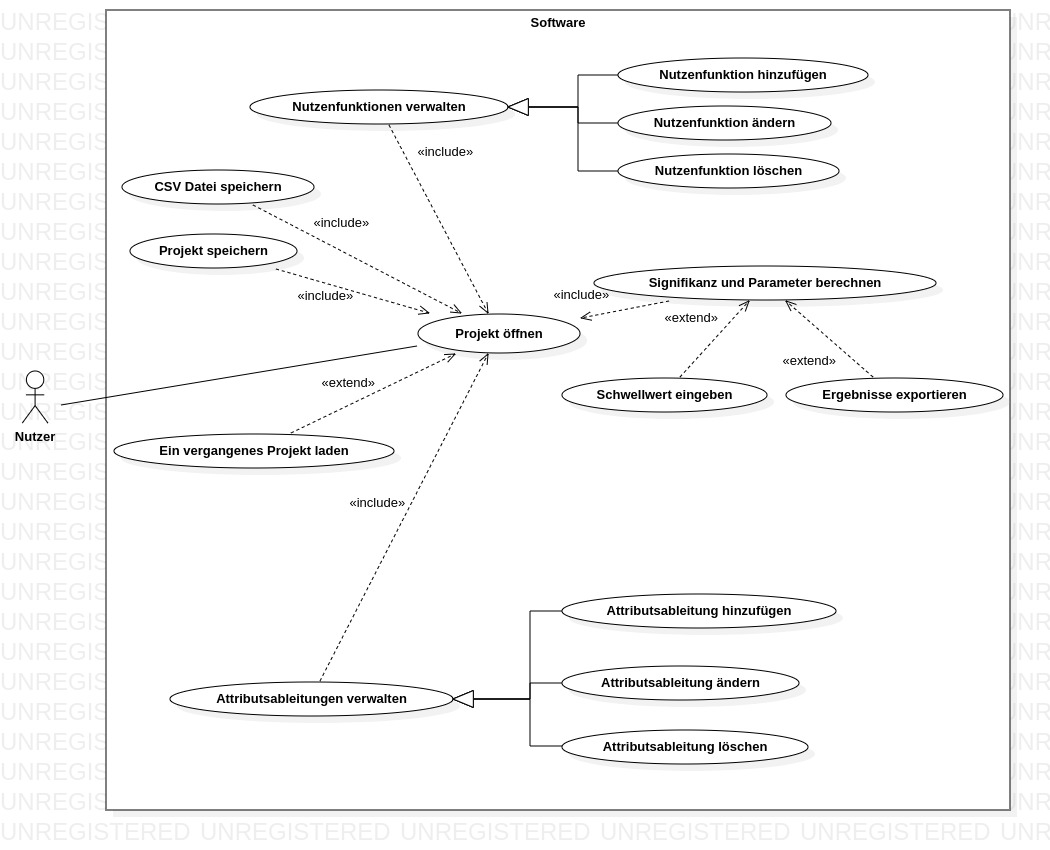 Software
Nutzenfunktion hinzufügen
Nutzenfunktionen verwalten
Nutzenfunktion ändern
«include»
Nutzenfunktion löschen
CSV Datei speichern
«include»
Projekt speichern
«include»
«include»
Signifikanz und Parameter berechnen
«extend»
Projekt öffnen
«extend»
«extend»
Schwellwert eingeben
Ergebnisse exportieren
Nutzer
Ein vergangenes Projekt laden
«include»
Attributsableitung hinzufügen
Attributsableitung ändern
Attributsableitungen verwalten
Attributsableitung löschen
UNREGISTERED UNREGISTERED UNREGISTERED UNREGISTERED UNREGISTERED UNR